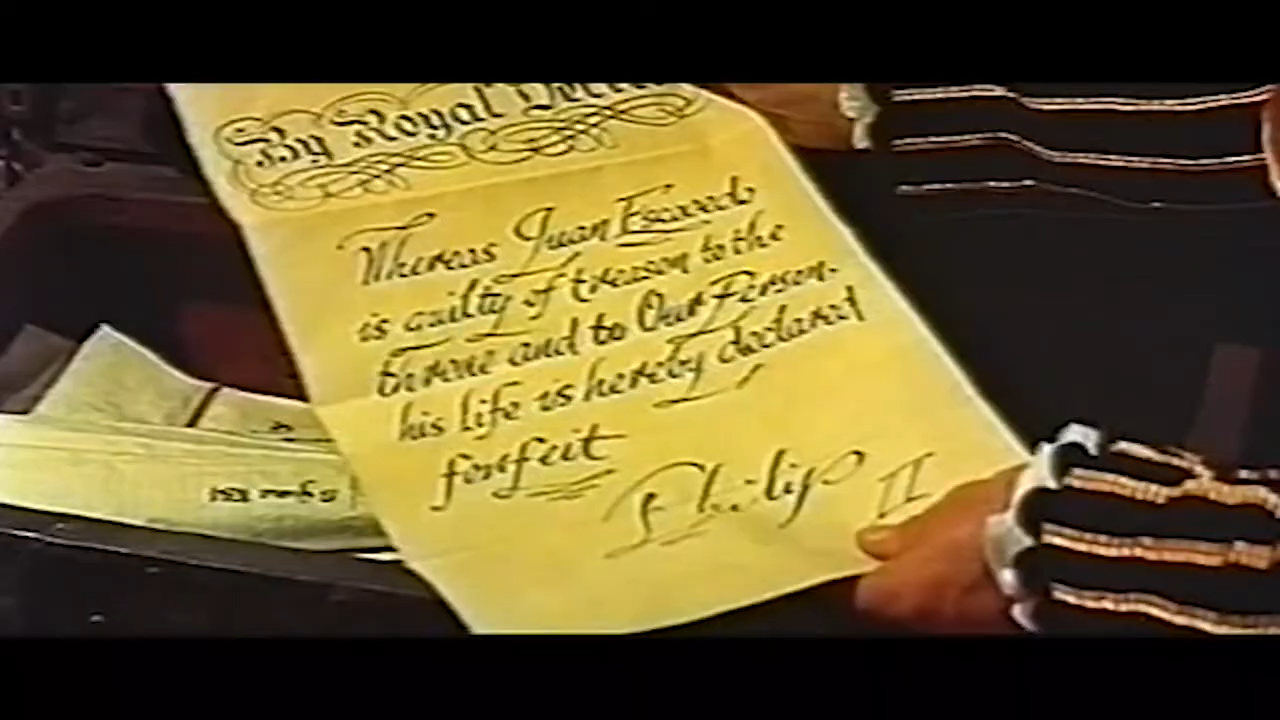 By Royal Decree
Whereas Juan Escovedo
is guilty of treason to the
throne and to Our Person.
his life is hereby declared
forfeit
Philip II